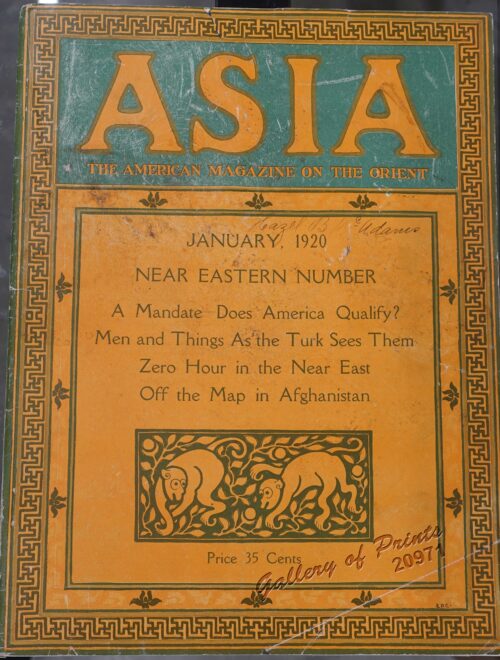 ASIA
THE AMERICAN MAGAZINE ON THE ORIENT
Adams
JANUARY, 1920
NEAR EASTERN NUMBER
A Mandate Does America Qualify?
Men and Things As the Turk Sees Them
Zero Hour in the Near East
Off the Map in Afghanistan
Price 35 Cents
Gallery of Prints
20971